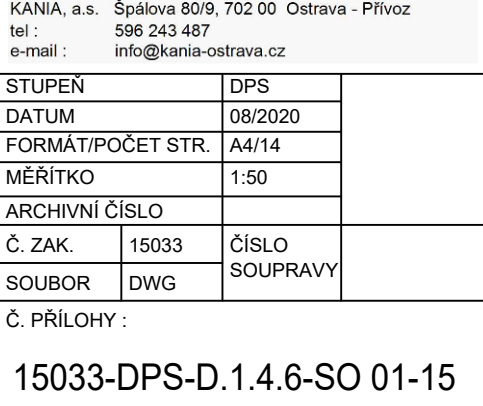 KANIA, a.s. Špálova 80/9, 702 00 Ostrava - Přívoz
tel : 596 243 487
e-mail : info@kania-ostrava.cz
STUPEŇ DPS
DATUM 08/2020
FORMÁT/POČET STR. A4/14
MĚŘÍTKO 1:50
ARCHIVNÍ ČÍSLO
Č. ZAK. 15033 ČÍSLO
SOUPRAVY
SOUBOR DWG
Č. PŘÍLOHY :
15033-DPS-D.1.4.6-SO 01-15